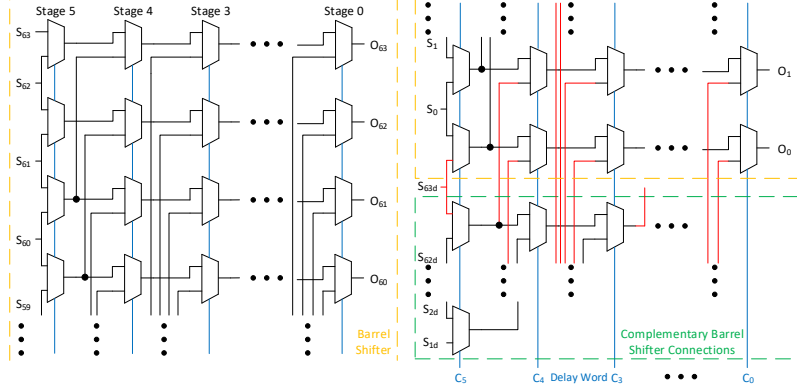 Stage 5 Stage 4 Stage 3 Stage 0
S63
S62
S61
S60
S59
O63
O62
O61
O60
Barrel
Shifter
S1
S0
S63d
S62d
S2d
S1d
O1
O0
Complementary Barrel
Shifter Connections
C5 C4 Delay Word C3 C0